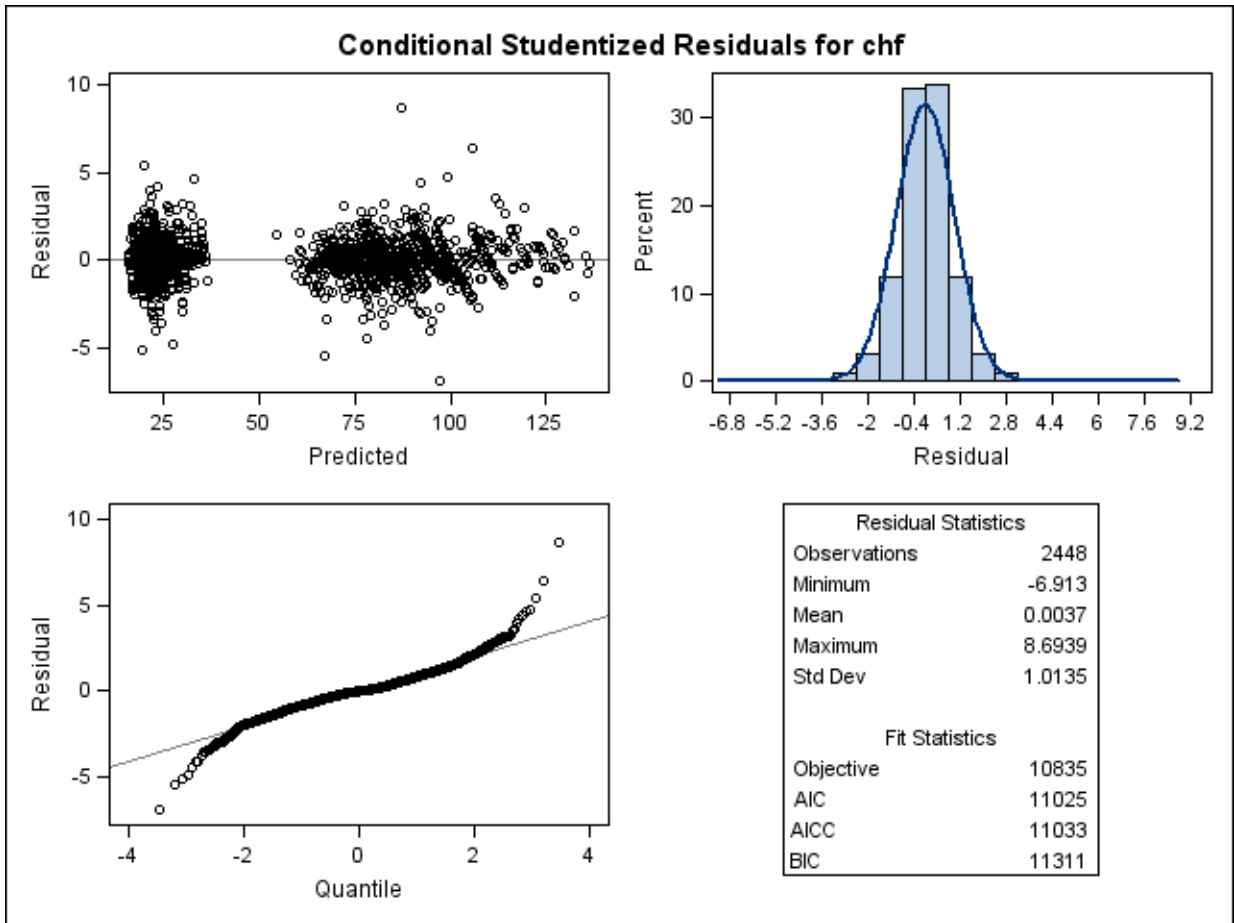 Conditional Studentized Residuals for chf
10
5
0
-5
Residual
25 50 75 100 125
Predicted
30
20
10
0
Percent
-6.8 -5.2 -3.6 -2 -0.4 1.2 2.8 4.4 6 7.6 9.2
Residual
10
5
0
-5
Residual
-4 -2 0 2 4
Quantile
Residual Statistics
Observations 2448
Minimum -6.913
Mean 0.0037
Maximum 8.6939
Std Dev 1.0135
Fit Statistics
Objective 10835
AIC 11025
AICC 11033
BIC 11311